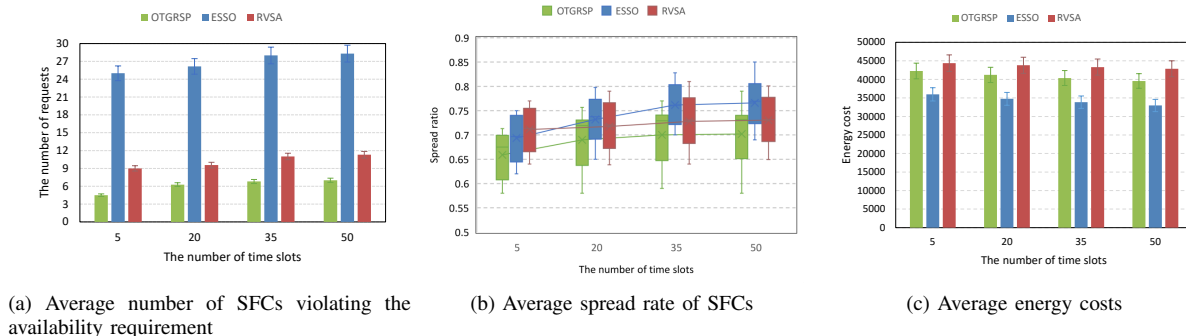 OTGRSP ESSO RVSA
The number of requests
30
27
24
21
18
15
12
9
6
3
0
5 20 35 50
The number of time slots
(a) Average number of SFCs violating the
availability requirement
OTGRSP ESSO RVSA
Spread ratio
0.9
0.85
0.8
0.75
0.7
0.65
0.6
0.55
0.5
5 20 35 50
The number of time slots
(b) Average spread rate of SFCs
OTGRSP ESSO RVSA
Energy cost
50000
45000
40000
35000
30000
25000
20000
15000
10000
5000
0
5 20 35 50
The number of time slots
(c) Average energy costs